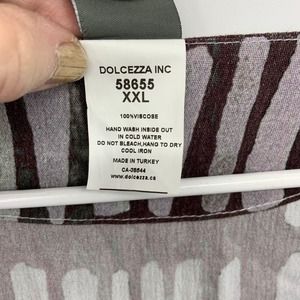 DOLCEZZA INC
58655
XXL
100%VISCOSE
HAND WASH INSIDE OUT
IN COLD WATER
DO NOT BLEACH,HANG TO DRY
COOL IRON
MADE IN TURKEY
CA-38544
www.dolcezza.ca